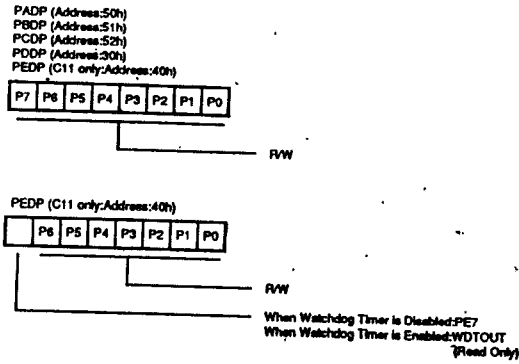 PADP (Address:50h)
PBDP (Address:51h)
PCDP (Address:52h)
PDDP (Address:30h)
PEDP (C11 only:Address:40h)
P7 P6 P5 P4 P3 P2 P1 P0
R/W
PEDP (C11 only:Address:40h)
P6 P5 P4 P3 P2 P1 P0
R/W
When Watchdog Timer is Disabled:PE7
When Watchdog Timer is Enabled:WDTOUT
(Read Only)